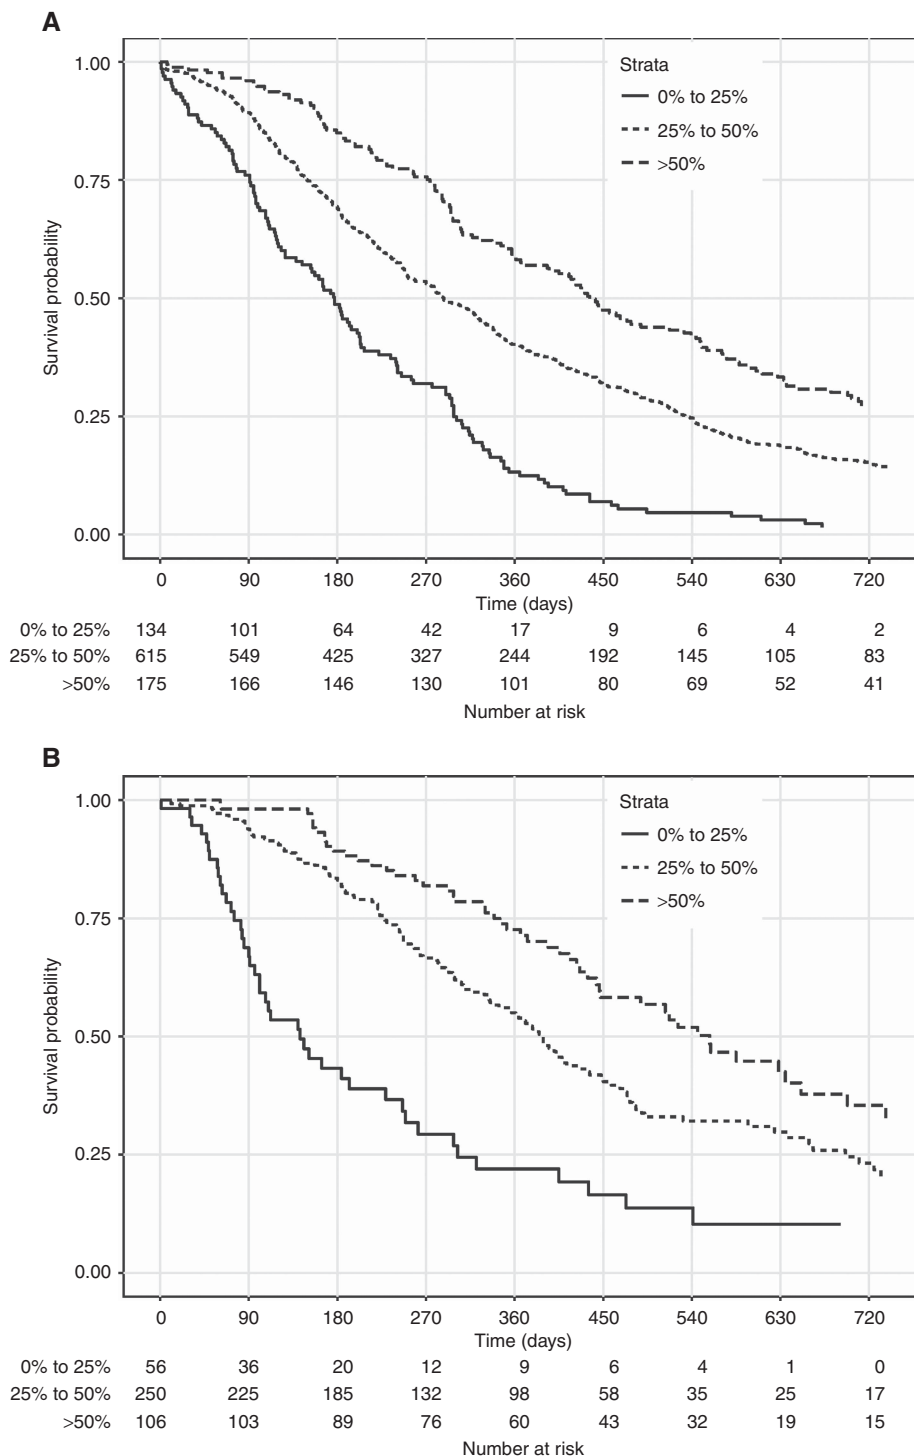 A
1.00
0.75
0.50
0.25
0.00
Survival probability
Strata
0% to 25%
25% to 50%
>50%
0 90 180 270 360 450 540 630 720
Time (days)
0% to 25% 134 101 64 42 17 9 6 4 2
25% to 50% 615 549 425 327 244 192 145 105 83
>50% 175 166 146 130 101 80 69 52 41
Number at risk
B
1.00
0.75
0.50
0.25
0.00
Survival probability
Strata
0% to 25%
25% to 50%
>50%
0 90 180 270 360 450 540 630 720
Time (days)
0% to 25% 56 36 20 12 9 6 4 1 0
25% to 50% 250 225 185 132 98 58 35 25 17
>50% 106 103 89 76 60 43 32 19 15
Number at risk